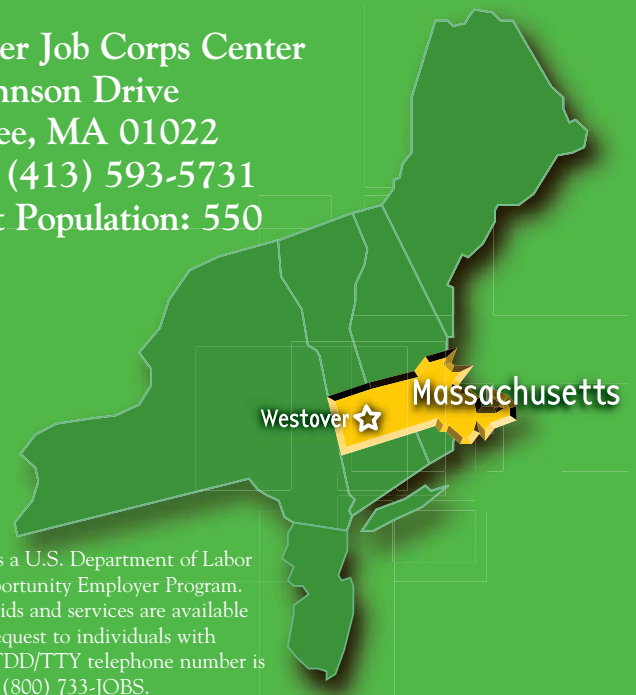 er Job Corps Center
nnson Drive
ee, MA 01022
(413) 593-5731
t Population: 550
Massachusetts
Westover
s a U.S. Department of Labor
portunity Employer Program.
ids and services are available
equest to individuals with
TDD/TTY telephone number is
(800) 733-JOBS.